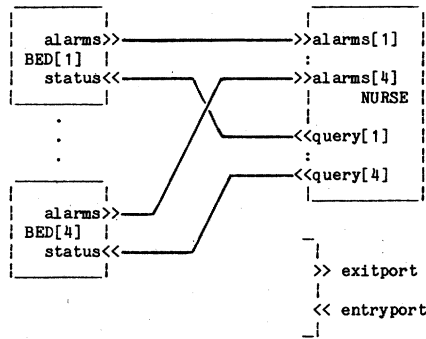 alarms>>
>>alarms[1]
BED[1]
:
status<<
>>alarms[4]
NURSE
<<query[1]
:
<<query[4]
alarms>>
BED[4]
status<<
>> exitport
<< entryport